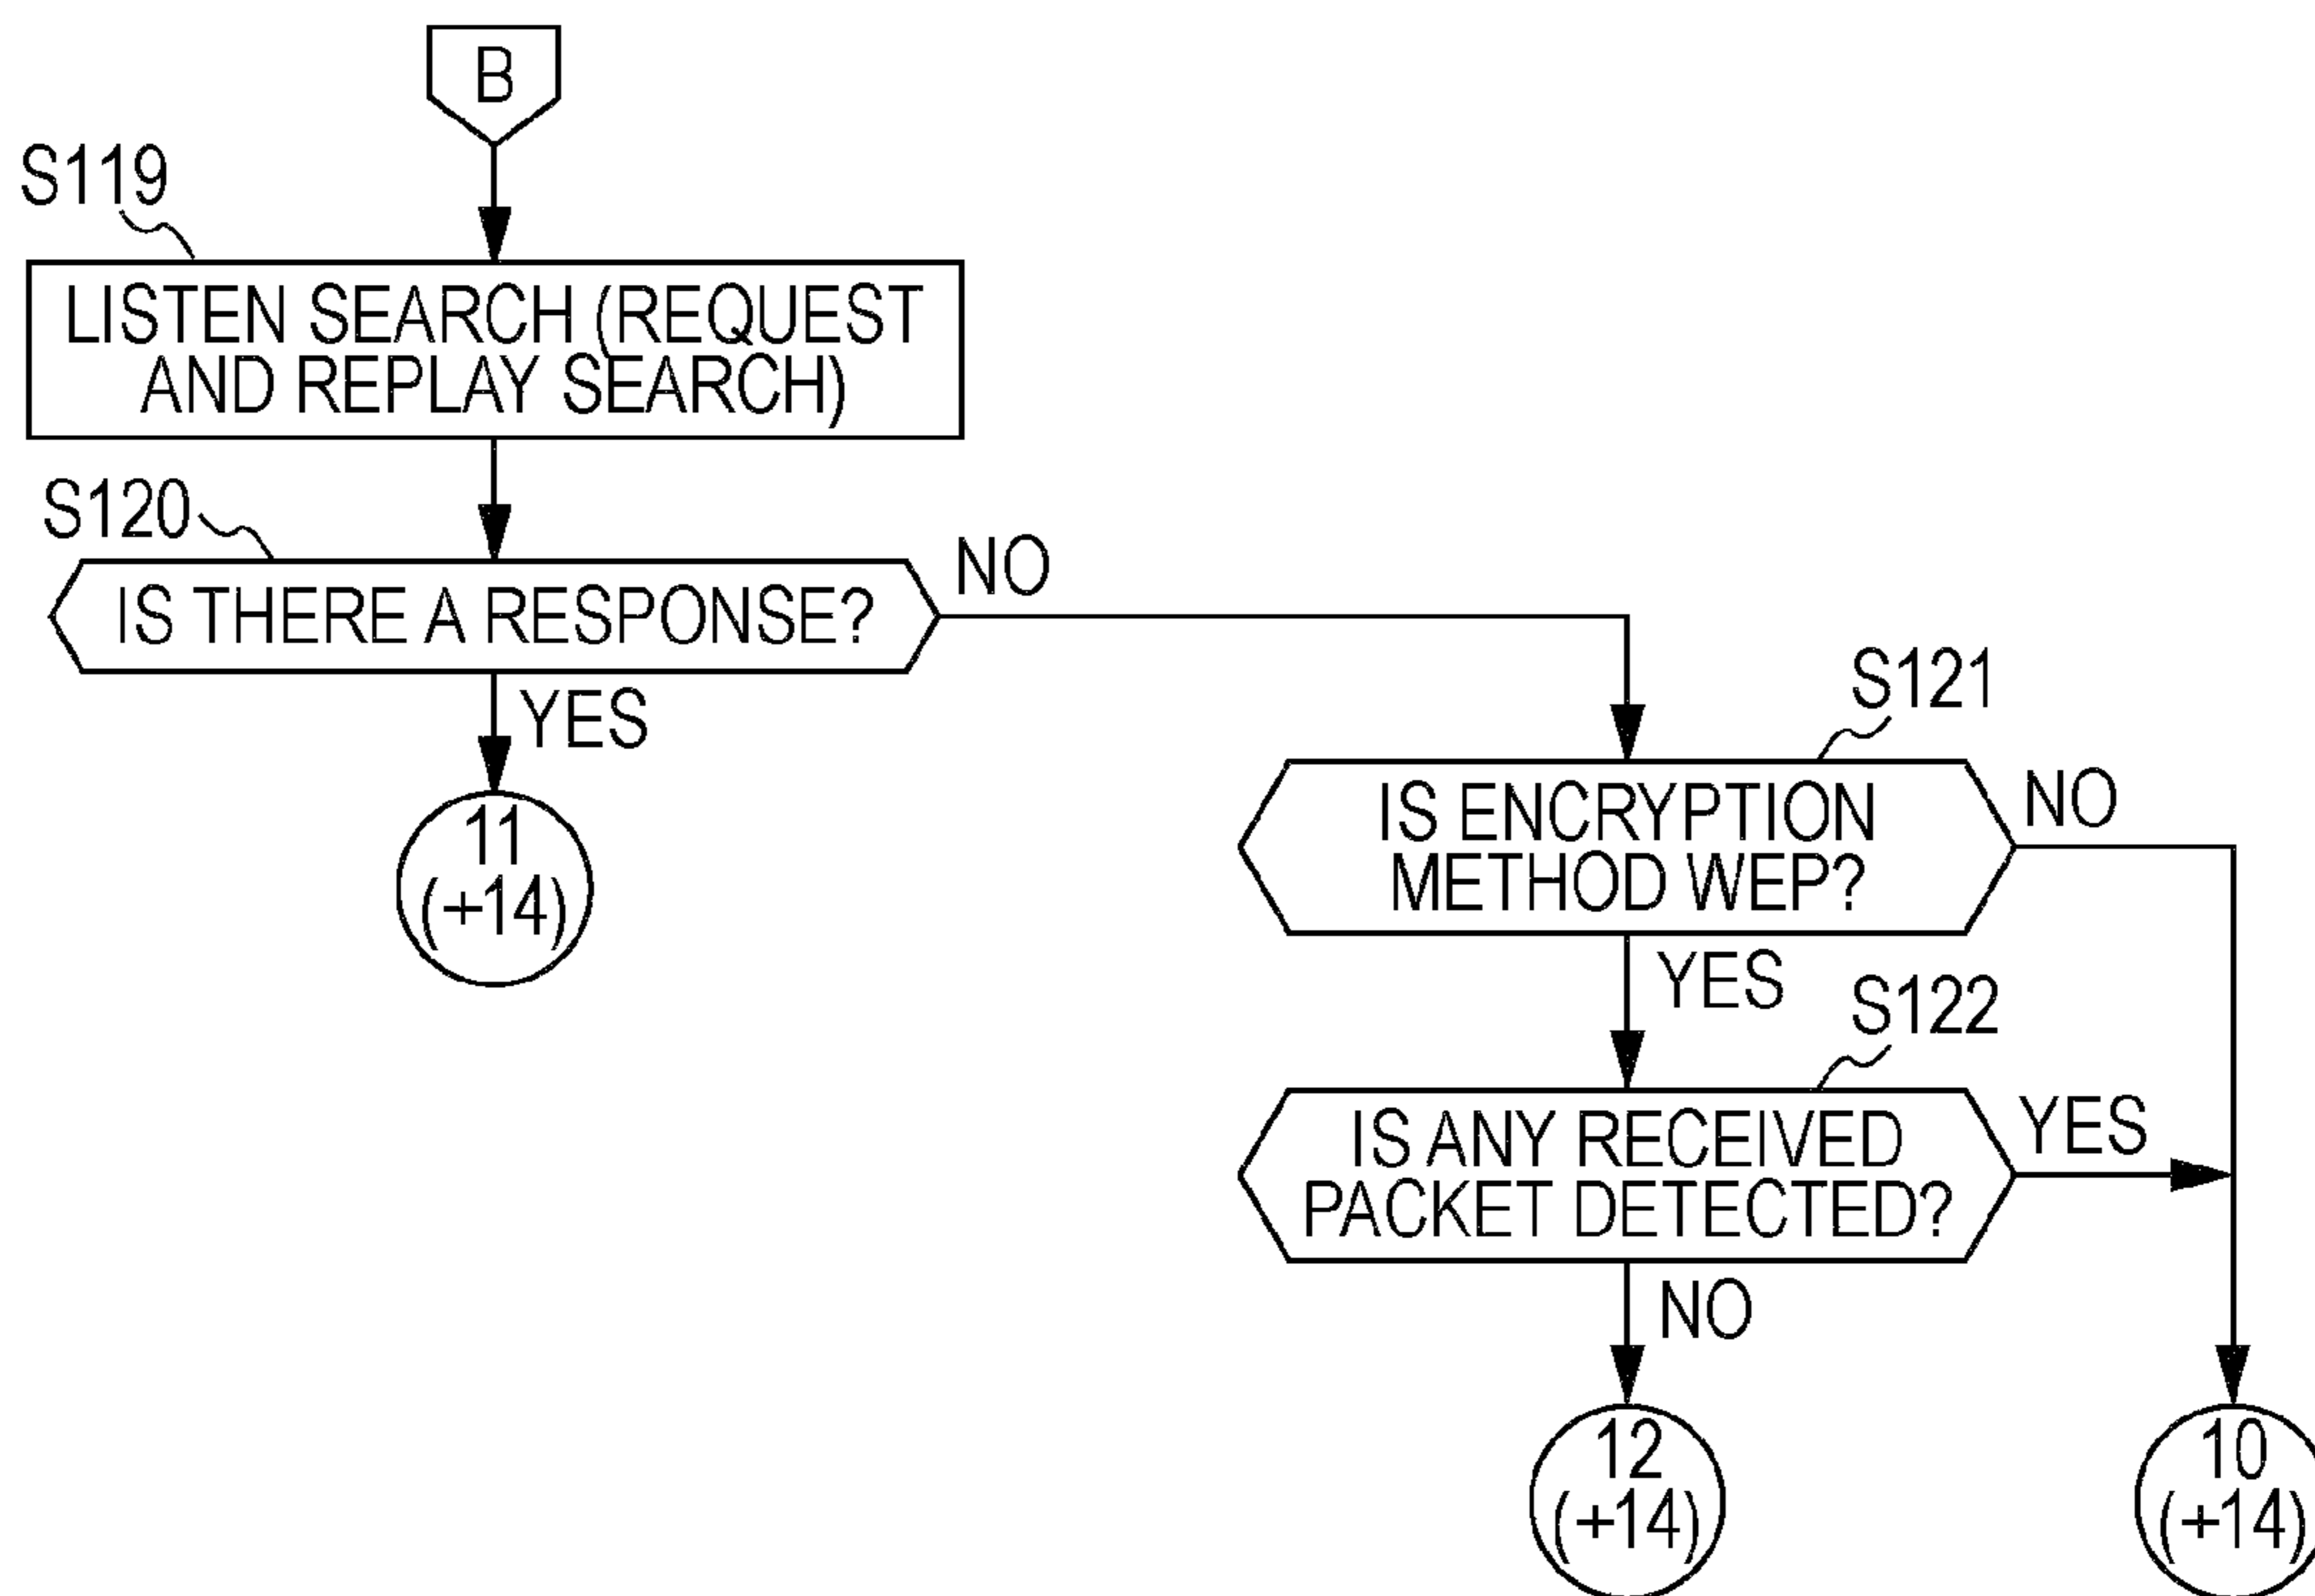 B
S119
LISTEN SEARCH (REQUEST
AND REPLAY SEARCH)
S120
IS THERE A RESPONSE?
NO
YES
11
(+14)
S121
IS ENCRYPTION
METHOD WEP?
NO
YES
S122
IS ANY RECEIVED
PACKET DETECTED?
YES
NO
12
(+14)
10
(+14)